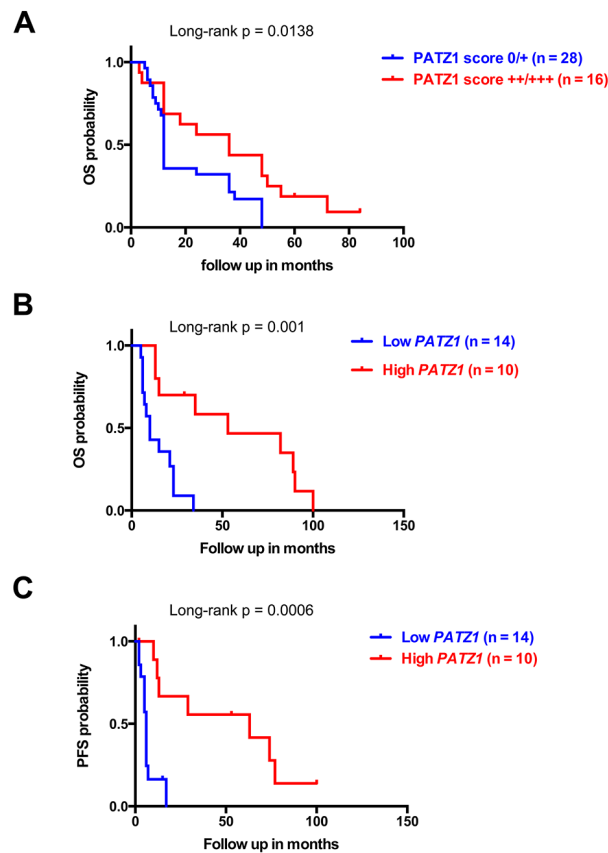 A
Long-rank p = 0.0138
PATZ1 score 0/+ (n = 28)
PATZ1 score ++/+++ (n = 16)
OS probability
1.0
0.5
0.0
0 20 40 60 80 100
follow up in months
B
Long-rank p = 0.001
Low PATZ1 (n = 14)
High PATZ1 (n = 10)
OS probability
1.0
0.5
0.0
0 50 100 150
Follow up in months
C
Long-rank p = 0.0006
Low PATZ1 (n = 14)
High PATZ1 (n = 10)
PFS probability
1.0
0.5
0.0
0 50 100 150
Follow up in months